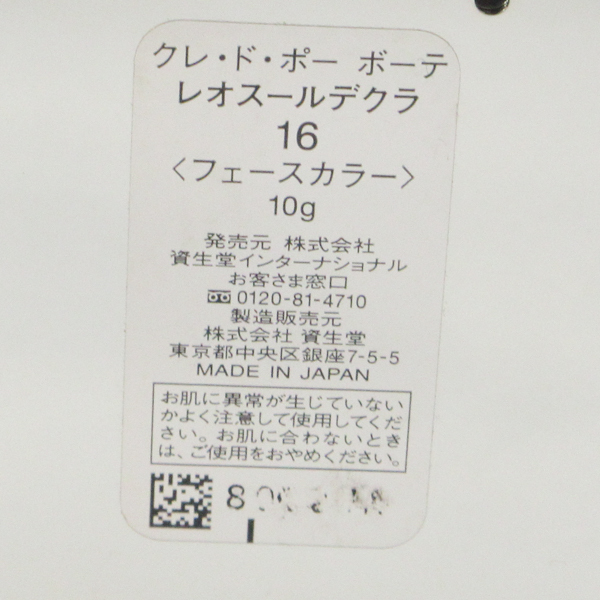 クレ・ド・ポー ボーテ
レオスールデクラ
16
〈フェースカラー〉
10g
発売元 株式会社
資生堂インターナショナル
お客さま窓口
0120-81-4710
製造販売元
株式会社 資生堂
東京都中央区銀座7-5-5
MADE IN JAPAN
お肌に異常が生じていない
かよく注意して使用してくだ
さい。お肌に合わないとき
は、ご使用をおやめください。